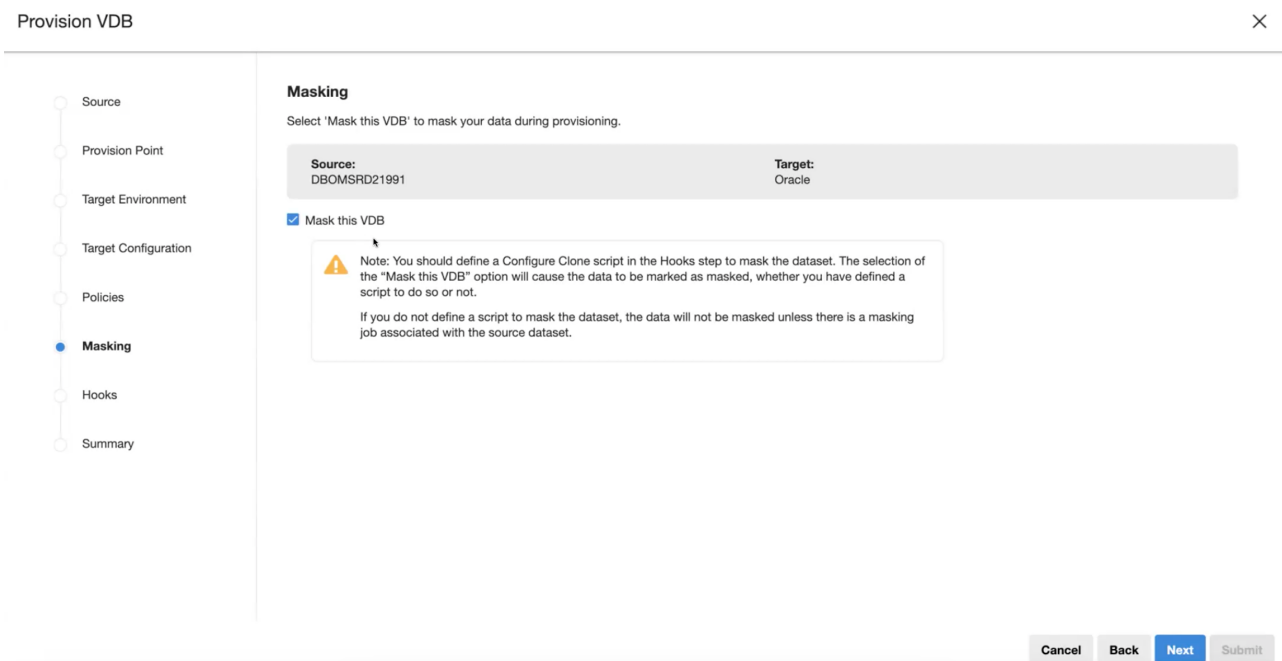 Provision VDB
Source
Provision Point
Target Environment
Target Configuration
Policies
Masking
Hooks
Summary
Masking
Select 'Mask this VDB' to mask your data during provisioning.
Source:
DBOMSRD21991
Target:
Oracle
Mask this VDB
Note: You should define a Configure Clone script in the Hooks step to mask the dataset. The selection of
the “Mask this VDB” option will cause the data to be marked as masked, whether you have defined a
script to do so or not.
If you do not define a script to mask the dataset, the data will not be masked unless there is a masking
job associated with the source dataset.
Cancel
Back
Next
Submit